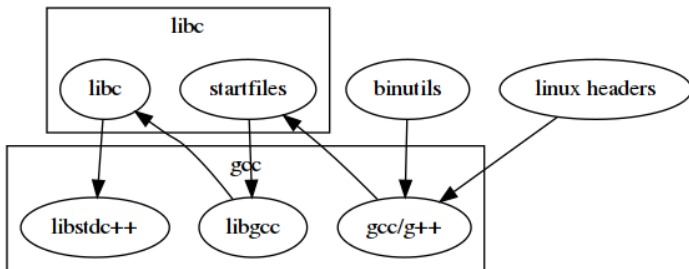 libc
libc
startfiles
binutils
linux headers
gcc
libstdc++
libgcc
gcc/g++